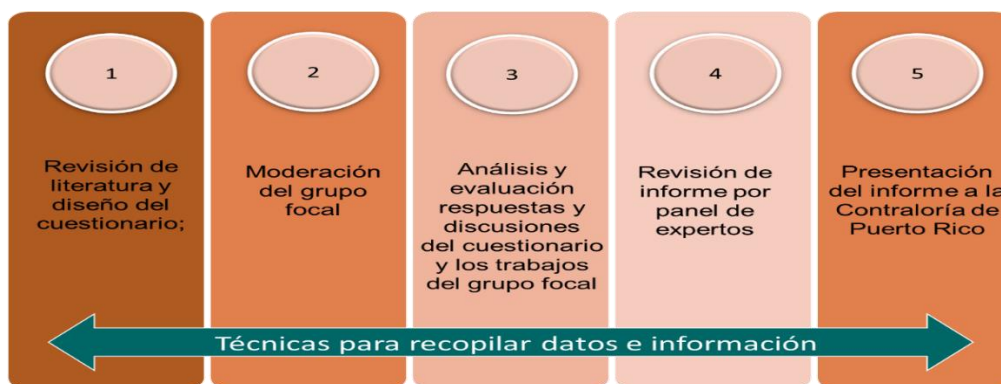 1
Revisión de
literatura y
diseño del
cuestionario;
2
Moderación
del grupo
focal
3
Análisis y
evaluación
respuestas y
discusiones
del cuestionario
y los trabajos
del grupo focal
4
Revisión de
informe por
panel de
expertos
5
Presentación
del informe a la
Contraloría de
Puerto Rico
Técnicas para recopilar datos e información